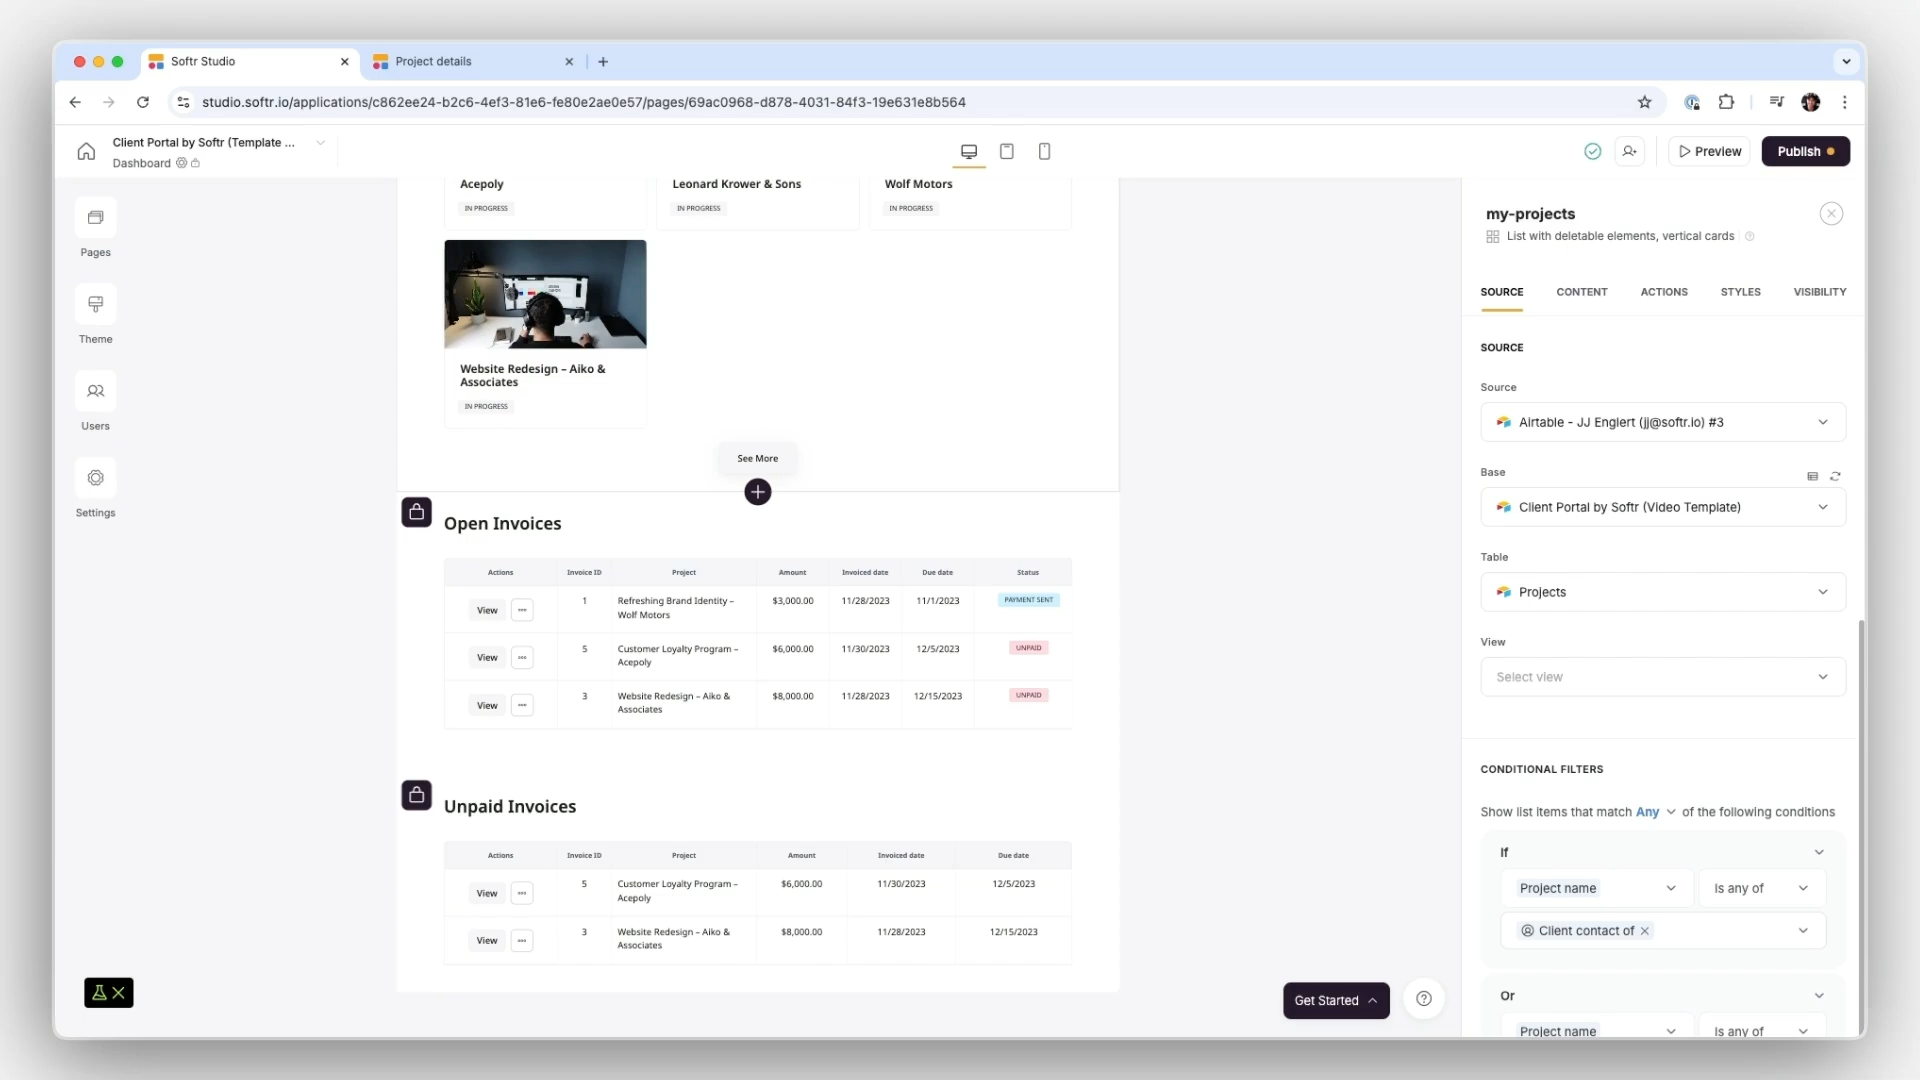 Softr Studio
Project details
studio.softr.io/applications/c862ee24-b2c6-4ef3-81e6-fe80e2ae0e57/pages/69ac0968-d878-4031-84f3-19e631e8b564
Client Portal by Softr (Template ...
Dashboard
Preview
Publish
Pages
Theme
Users
Settings
Acepoly
IN PROGRESS
Leonard Krower & Sons
IN PROGRESS
Wolf Motors
IN PROGRESS
Website Redesign – Aiko &
Associates
IN PROGRESS
See More
Open Invoices
Actions Invoice ID Project Amount Invoiced date Due date Status
View 1 Refreshing Brand Identity – $3,000.00 11/28/2023 11/1/2023 PAYMENT SENT
Wolf Motors
View 5 Customer Loyalty Program – $6,000.00 11/30/2023 12/5/2023 UNPAID
Acepoly
View 3 Website Redesign – Aiko & $8,000.00 11/28/2023 12/15/2023 UNPAID
Associates
Unpaid Invoices
Actions Invoice ID Project Amount Invoiced date Due date
View 5 Customer Loyalty Program – $6,000.00 11/30/2023 12/5/2023
Acepoly
View 3 Website Redesign – Aiko & $8,000.00 11/28/2023 12/15/2023
Associates
Get Started
my-projects
List with deletable elements, vertical cards
SOURCE CONTENT ACTIONS STYLES VISIBILITY
SOURCE
Source
Airtable - JJ Englert (jj@softr.io) #3
Base
Client Portal by Softr (Video Template)
Table
Projects
View
Select view
CONDITIONAL FILTERS
Show list items that match Any of the following conditions
If
Project name Is any of
Client contact of
Or
Project name Is any of